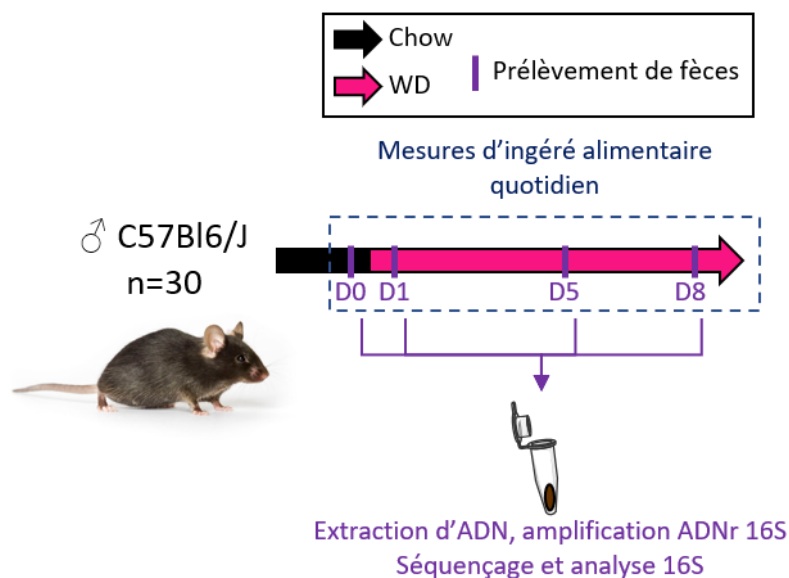 Chow
WD
Prélèvement de fèces
Mesures d'ingéré alimentaire
quotidien
♂ C57Bl6/J
n=30
D0 D1 D5 D8
Extraction d'ADN, amplification ADNr 16S
Séquençage et analyse 16S